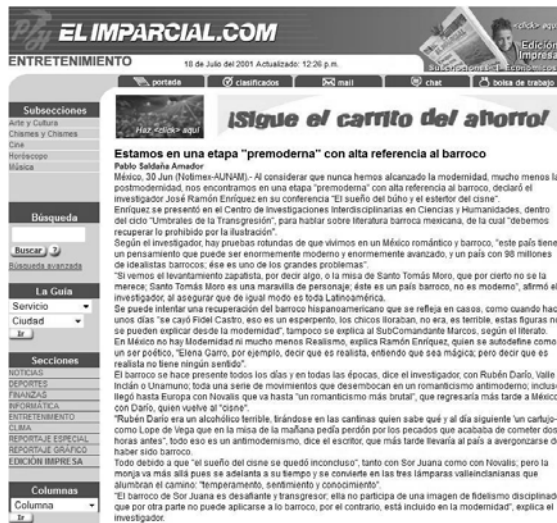 EL IMPARCIAL.COM
<click> aquí
Edición
Impresa
Suscripciones E. Económicos
ENTRETENIMIENTO
18 de Julio del 2001 Actualizado: 12:26 p.m.
portada
clasificados
mail
chat
bolsa de trabajo
Subsecciones
Arte y Cultura
Chismes y Chismes
Cine
Horóscopo
Música
Búsqueda
Buscar
Búsqueda avanzada
La Guía
Servicio
Ciudad
Ir
Secciones
NOTICIAS
DEPORTES
FINANZAS
INFORMÁTICA
ENTRETENIMIENTO
CLIMA
REPORTAJE ESPECIAL
REPORTAJE GRÁFICO
EDICIÓN IMPRESA
Columnas
Columna
Ir
Haz <click> aquí
¡Sigue el carrito del ahorro!
Estamos en una etapa "premoderna" con alta referencia al barroco
Pablo Saldaña Amador
México, 30 Jun (Notimex-AUNAM).- Al considerar que nunca hemos alcanzado la modernidad, mucho menos la
postmodernidad, nos encontramos en una etapa "premoderna" con alta referencia al barroco, declaró el
investigador José Ramón Enríquez en su conferencia "El sueño del búho y el estertor del cisne".
Enríquez se presentó en el Centro de Investigaciones Interdisciplinarias en Ciencias y Humanidades, dentro
del ciclo "Umbrales de la Transgresión", para hablar sobre literatura barroca mexicana, de la cual "debemos
recuperar lo prohibido por la ilustración".
Según el investigador, hay pruebas rotundas de que vivimos en un México romántico y barroco, "este país tiene
un pensamiento que puede ser enormemente moderno y enormemente avanzado, y un país con 98 millones
de idealistas barrocos; ése es uno de los grandes problemas".
"Si vemos el levantamiento zapatista, por decir algo, o la misa de Santo Tomás Moro, que por cierto no se la
merece; Santo Tomás Moro es una maravilla de personaje; éste es un país barroco, no es moderno", afirmó el
investigador, al asegurar que de igual modo es toda Latinoamérica.
Se puede intentar una recuperación del barroco hispanoamericano que se refleja en casos, como cuando hac
unos días "se cayó Fidel Castro, eso es un esperpento, los chicos lloraban, no era, es terrible, estas figuras no
se pueden explicar desde la modernidad", tampoco se explica al SubComandante Marcos, según el literato.
En México no hay Modernidad ni mucho menos Realismo, explica Ramón Enríquez, quien se autodefine como
un ser poético, "Elena Garro, por ejemplo, decir que es realista, entiendo que sea mágica; pero decir que es
realista no tiene ningún sentido".
El barroco se hace presente todos los días y en todas las épocas, dice el investigador, con Rubén Darío, Valle
Inclán o Unamuno; toda una serie de movimientos que desembocan en un romanticismo antimoderno; inclus
llegó hasta Europa con Novalis que va hasta "un romanticismo más brutal", que regresaría más tarde a México
con Darío, quien vuelve al "cisne".
"Rubén Darío era un alcohólico terrible, tirándose en las cantinas quien sabe qué y al día siguiente 'un cartujo-
como Lope de Vega que en la misa de la mañana pedía perdón por los pecados que acababa de cometer dos
horas antes", todo eso es un antimodernismo, dice el escritor, que más tarde llevaría al país a avergonzarse d
haber sido barroco.
Todo debido a que "el sueño del cisne se quedó inconcluso", tanto con Sor Juana como con Novalis; pero la
monja va más allá pues se adelanta a su tiempo y se convierte en las tres lámparas valleinclanianas que
alumbran el camino: "temperamento, sentimiento y conocimiento".
"El barroco de Sor Juana es desafiante y transgresor, ella no participa de una imagen de fidelismo disciplinad
que por otra parte no puede aplicarse a lo barroco, por el contrario, está incluido en la modernidad", explica el
investigador.